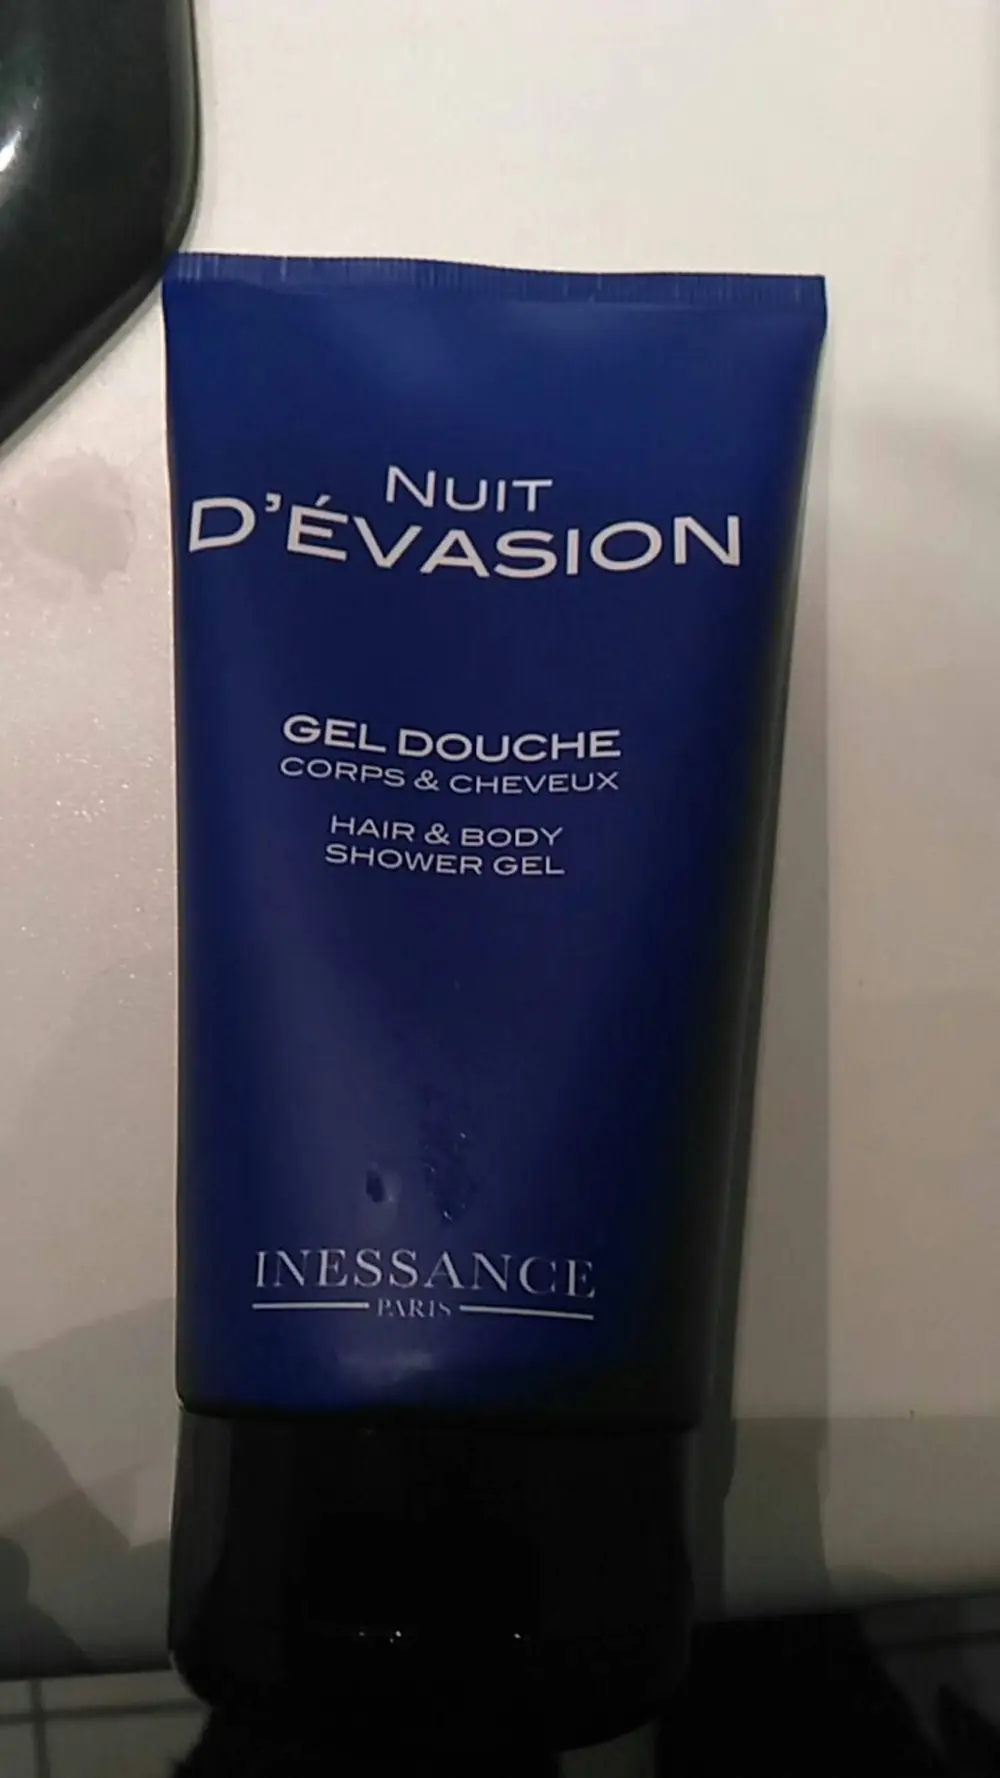 NUIT
D'ÉVASION
GEL DOUCHE
CORPS & CHEVEUX
HAIR & BODY
SHOWER GEL
INESSANCE
PARIS